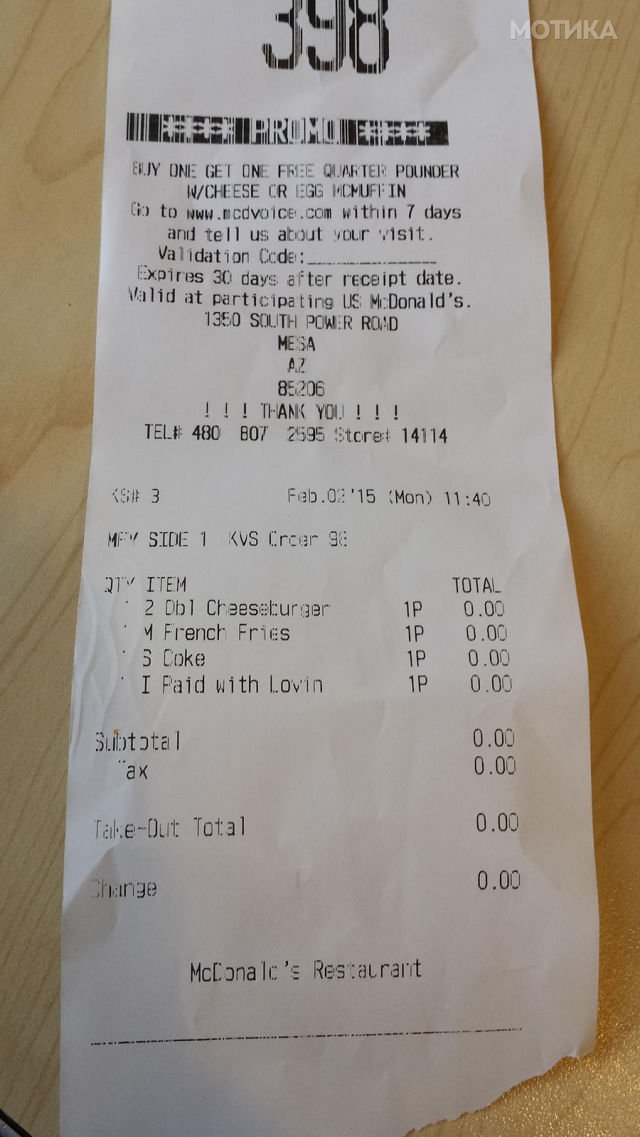 МОТИКА
398
**** PROMO ****
BUY ONE GET ONE FREE QUARTER POUNDER
W/CHEESE OR EGG MCMUFFIN
Go to www.mcdvoice.com within 7 days
and tell us about your visit.
Validation Code:
Expires 30 days after receipt date.
Valid at participating US McDonald's.
1350 SOUTH POWER ROAD
MESA
AZ
85206
! ! ! THANK YOU ! ! !
TEL# 480 807 2595 Store# 14114
KS# 3 Feb.02'15 (Mon) 11:40
MFY SIDE 1 KVS Order 98
QTY ITEM TOTAL
1 2 Dbl Cheeseburger 1P 0.00
1 M French Fries 1P 0.00
1 S Coke 1P 0.00
1 I Paid with Lovin 1P 0.00
Subtotal 0.00
Tax 0.00
Take-Out Total 0.00
Change 0.00
McDonald's Restaurant